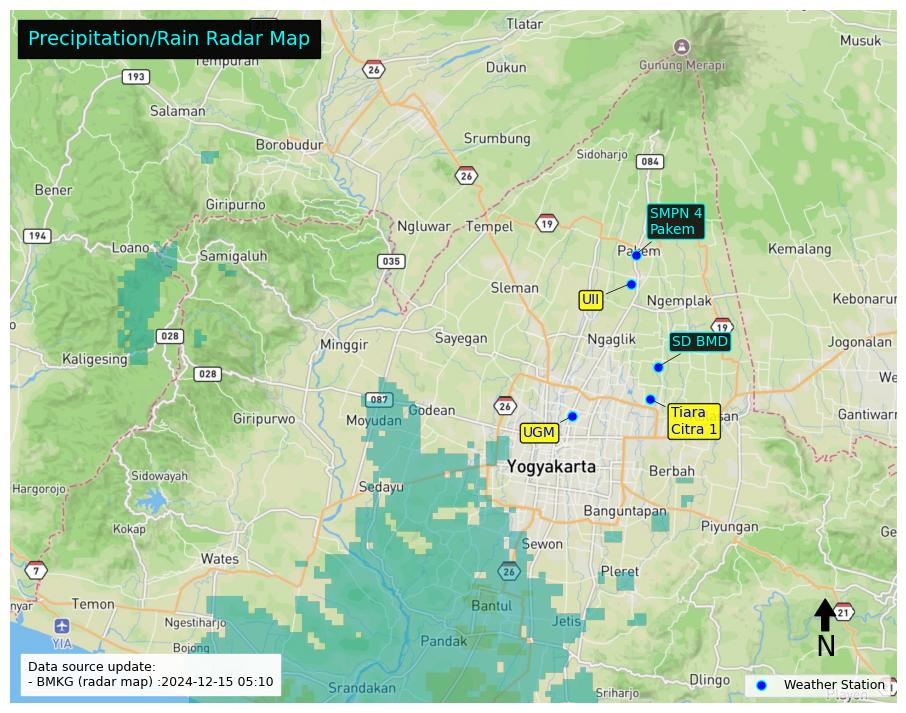 Precipitation/Rain Radar Map
Tlatar
Musuk
26
Gunung Merapi
Tempuran
193
Dukun
Salaman
Borobudur
Srumbung
Sidoharjo
084
26
Bener
Giripurno
SMPN 4
Pakem
194
Ngluwar
Tempel
19
Loano
Samigaluh
035
Pakem
Kemalang
Sleman
UII
Ngemplak
Kebonarun
028
Minggir
Sayegan
Ngaglik
19
SD BMD
Jogonalan
Kaligesing
028
087
Godean
26
Moyudan
Giripurwo
UGM
Tiara
Citra 1
Gantiwarn
Yogyakarta
Sidowayah
Hargorojo
Sedayu
Berbah
Kokap
Banguntapan
Piyungan
Sewon
Wates
7
26
Pleret
Temon
Bantul
21
Ngestiharjo
Jetis
YIA
Bojong
Pandak
N
Data source update:
- BMKG (radar map) :2024-12-15 05:10
Srandakan
Sriharjo
Dlingo
Weather Station
Playen